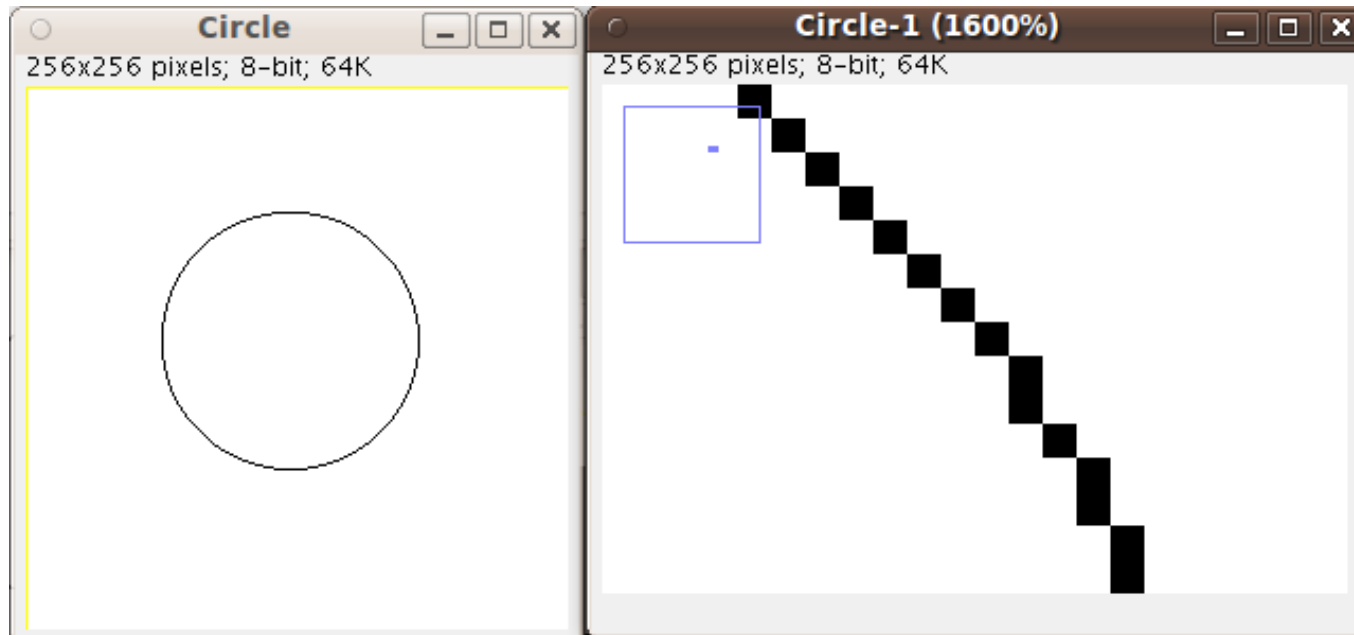 Circle
256x256 pixels; 8-bit; 64K
Circle-1 (1600%)
256x256 pixels; 8-bit; 64K